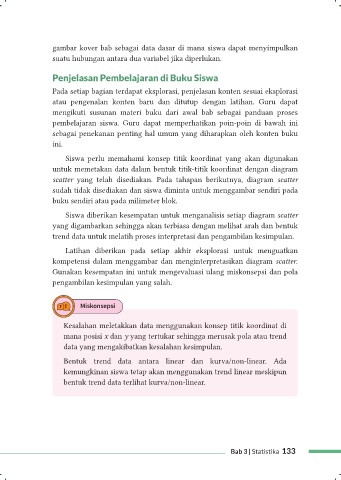 gambar kover bab sebagai data dasar di mana siswa dapat menyimpulkan
suatu hubungan antara dua variabel jika diperlukan.
Penjelasan Pembelajaran di Buku Siswa
Pada setiap bagian terdapat eksplorasi, penjelasan konten sesuai eksplorasi
atau pengenalan konten baru dan ditutup dengan latihan. Guru dapat
mengikuti susunan materi buku dari awal bab sebagai panduan proses
pembelajaran siswa. Guru dapat memperhatikan poin-poin di bawah ini
sebagai penekanan penting hal umum yang diharapkan oleh konten buku
ini.
Siswa perlu memahami konsep titik koordinat yang akan digunakan
untuk memetakan data dalam bentuk titik-titik koordinat dengan diagram
scatter yang telah disediakan. Pada tahapan berikutnya, diagram scatter
sudah tidak disediakan dan siswa diminta untuk menggambar sendiri pada
buku sendiri atau pada milimeter blok.
Siswa diberikan kesempatan untuk menganalisis setiap diagram scatter
yang digambarkan sehingga akan terbiasa dengan melihat arah dan bentuk
trend data untuk melatih proses interpretasi dan pengambilan kesimpulan.
Latihan diberikan pada setiap akhir eksplorasi untuk menguatkan
kompetensi dalam menggambar dan menginterpretasikan diagram scatter.
Gunakan kesempatan ini untuk mengevaluasi ulang miskonsepsi dan pola
pengambilan kesimpulan yang salah.
Miskonsepsi
Kesalahan meletakkan data menggunakan konsep titik koordinat di
mana posisi x dan y yang tertukar sehingga merusak pola atau trend
data yang mengakibatkan kesalahan kesimpulan.
Bentuk trend data antara linear dan kurva/non-linear. Ada
kemungkinan siswa tetap akan menggunakan trend linear meskipun
bentuk trend data terlihat kurva/non-linear.
Bab 3 | Statistika 133